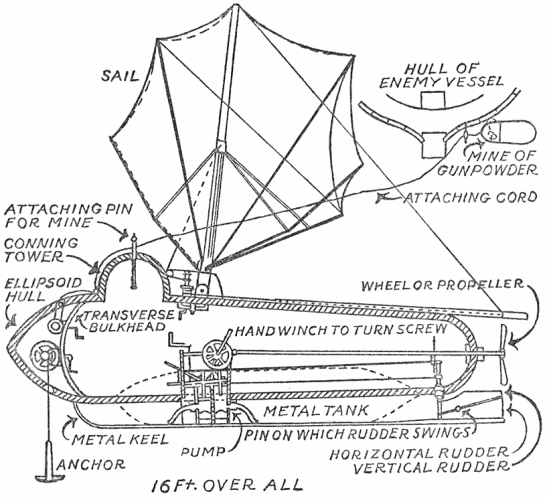 SAIL
HULL OF
ENEMY VESSEL
MINE OF
GUNPOWDER
ATTACHING CORD
ATTACHING PIN
FOR MINE
CONNING
TOWER
ELLIPSOID
HULL
WHEEL OR PROPELLER
TRANSVERSE
BULKHEAD
HAND WINCH TO TURN SCREW
METAL TANK
METAL KEEL
PUMP
PIN ON WHICH RUDDER SWINGS
HORIZONTAL RUDDER
VERTICAL RUDDER
ANCHOR
16 FT. OVER ALL